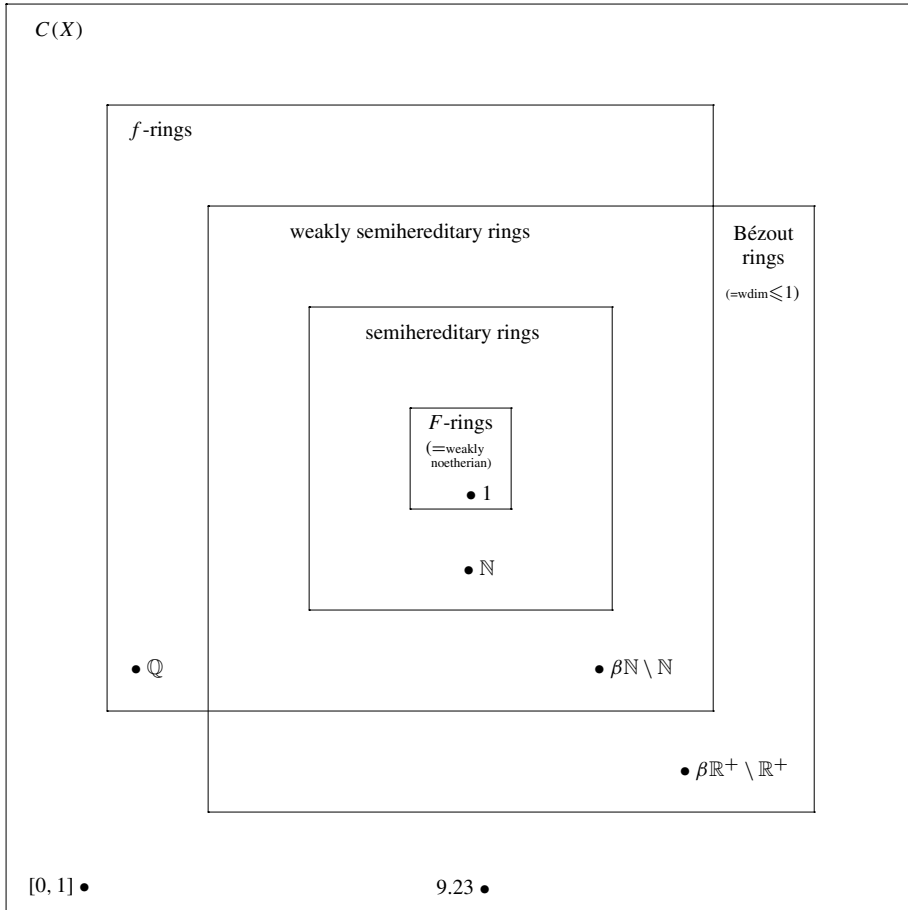 C(X)
f-rings
weakly semihereditary rings
Bézout
rings
(=wdim⩽1)
semihereditary rings
F-rings
(=weakly
noetherian)
• 1
• ℕ
• ℚ
• βℕ \ ℕ
• βℝ⁺ \ ℝ⁺
[0, 1] •
9.23 •